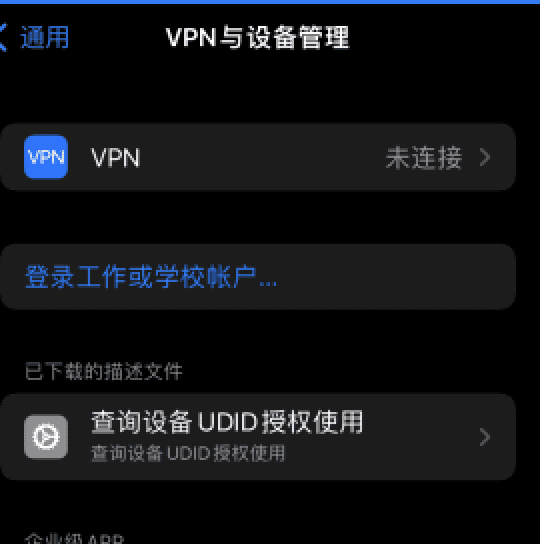 通用
VPN与设备管理
VPN
VPN
未连接
登录工作或学校帐户...
已下载的描述文件
查询设备 UDID 授权使用
查询设备 UDID 授权使用
企业级 APP